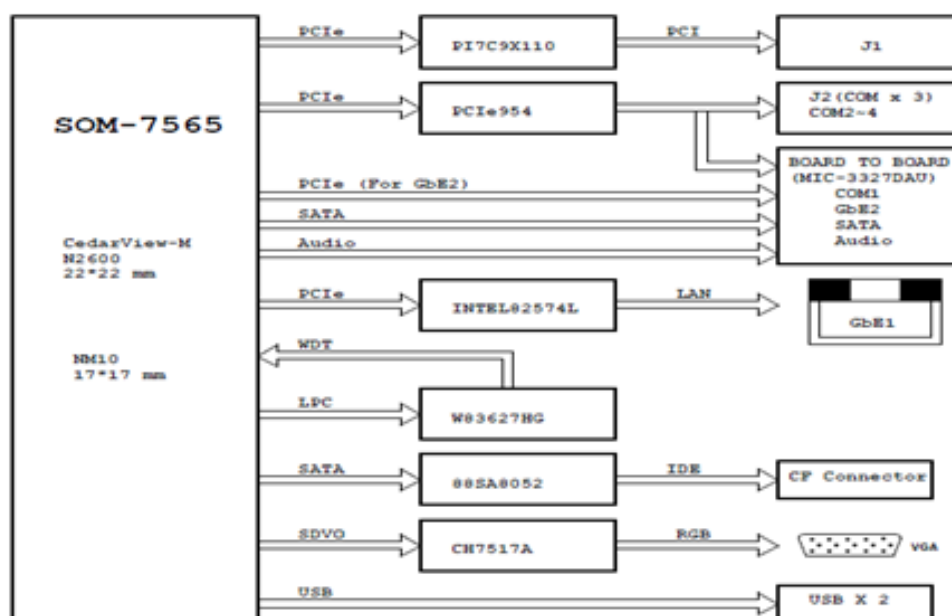 PCIe
PI7C9X110
PCI
J1
SOM-7565
PCIe
PCIe954
J2(COM x 3)
COM2~4
BOARD TO BOARD
(MIC-3327DAU)
COM1
GbE2
SATA
Audio
PCIe (For GbE2)
SATA
Audio
CedarView-M
N2600
22*22 mm
PCIe
INTEL82574L
LAN
GbE1
WDT
NM10
17*17 mm
LPC
W83627HG
SATA
88SA8052
IDE
CF Connector
SDVO
CH7517A
RGB
VGA
USB
USB X 2